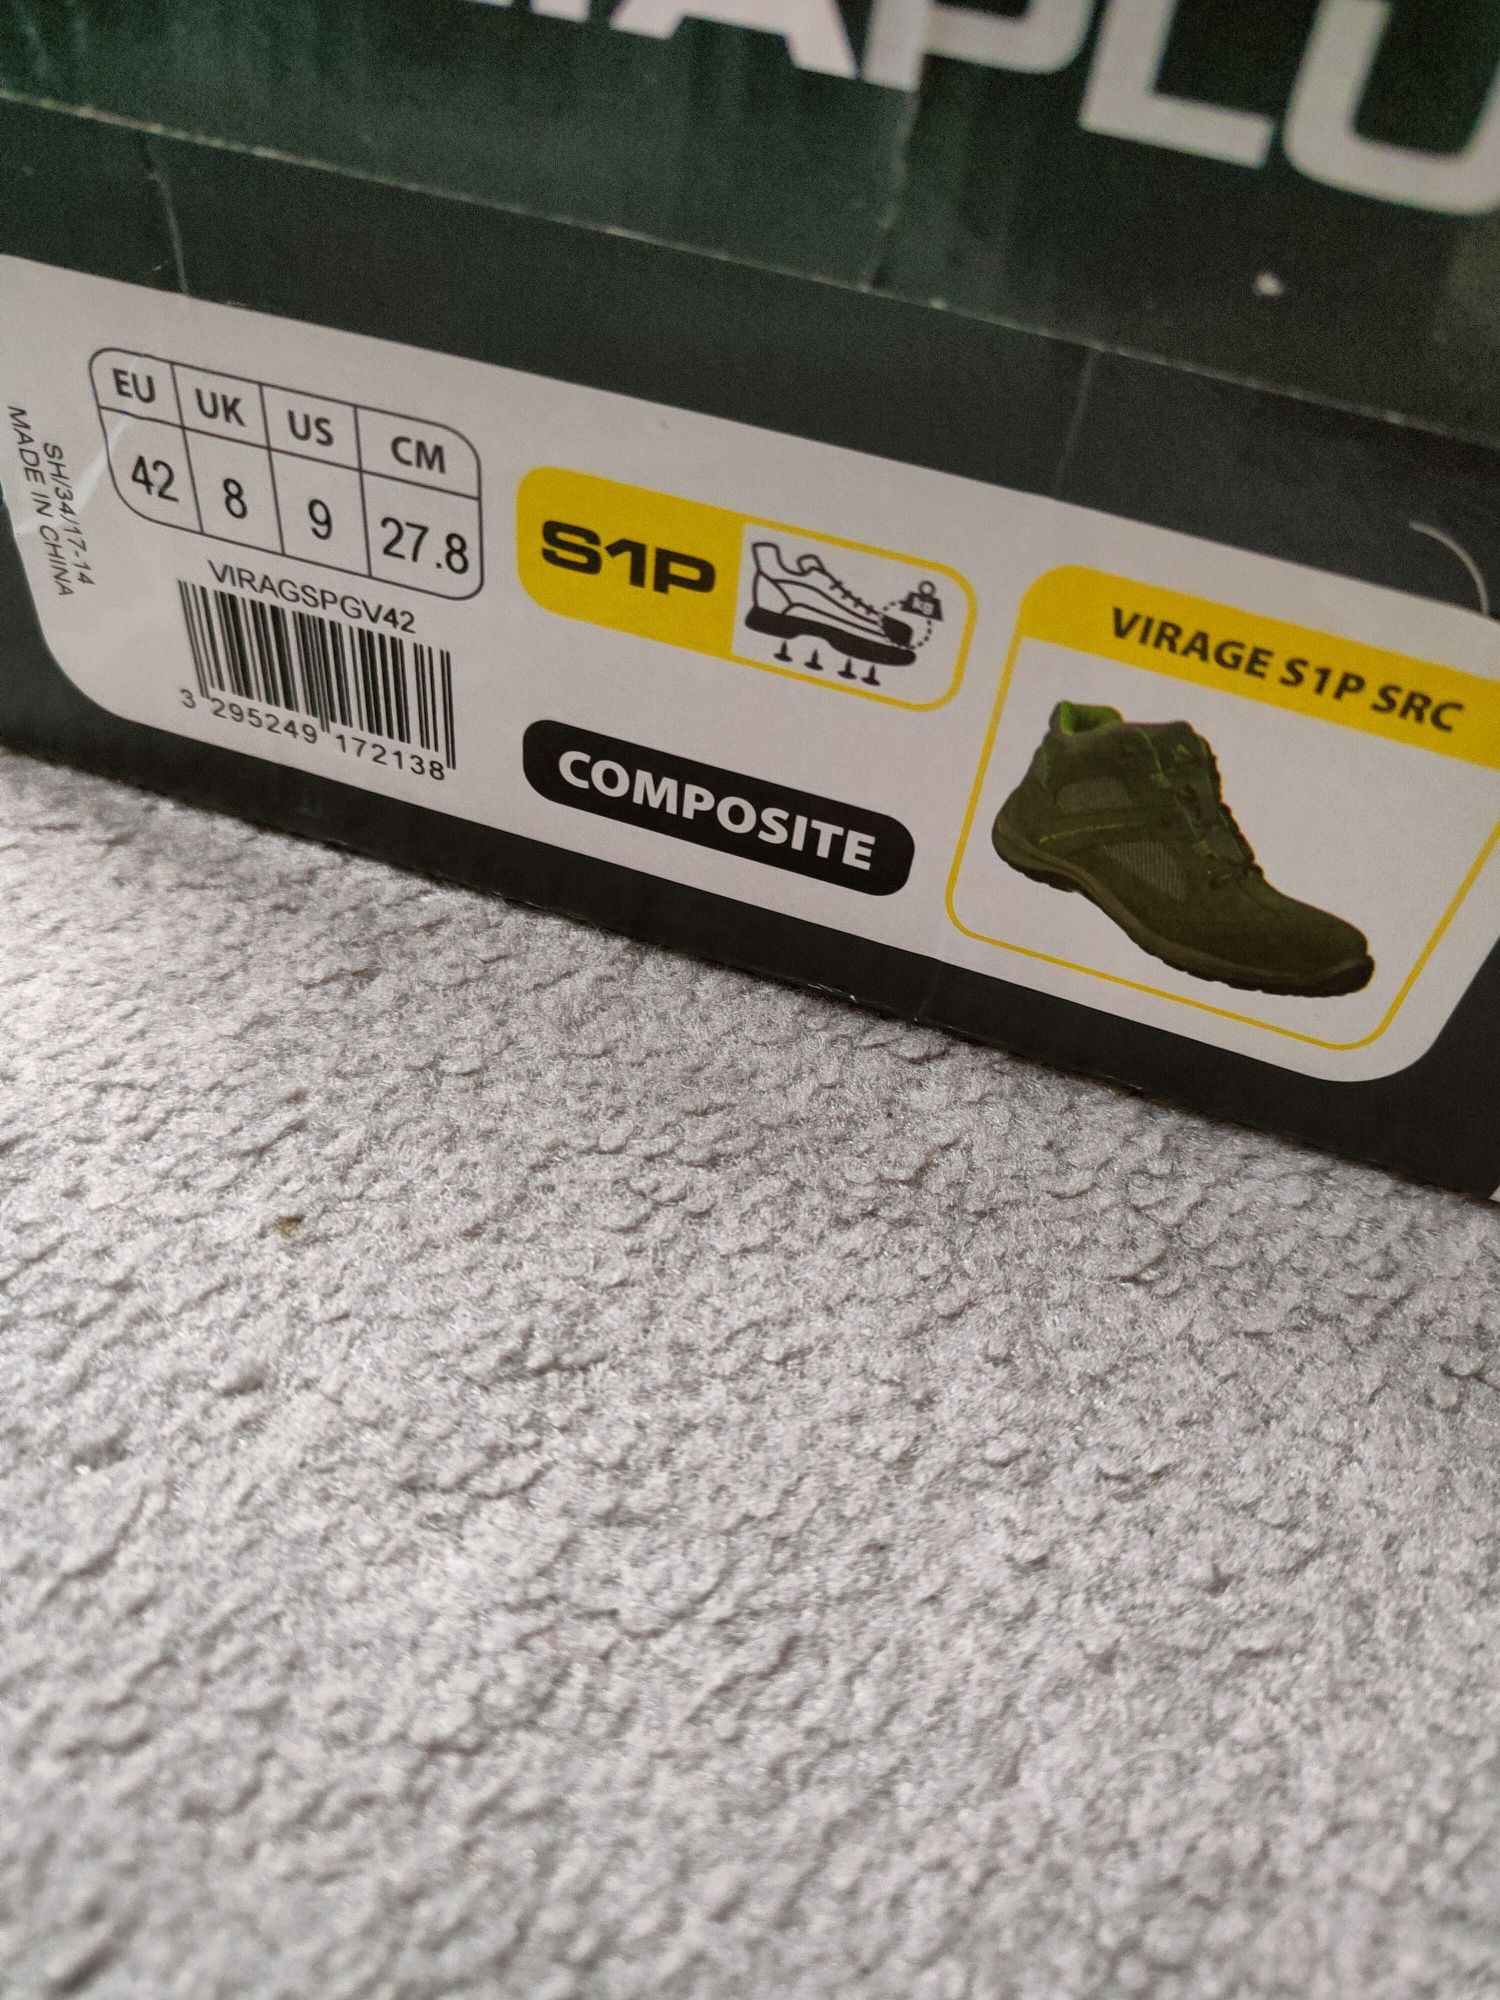 APLU
EU UK US CM
42 8 9 27.8
SH/34/17-14
MADE IN CHINA
VIRAGSPGV42
3 295249 172138
S1P
COMPOSITE
VIRAGE S1P SRC